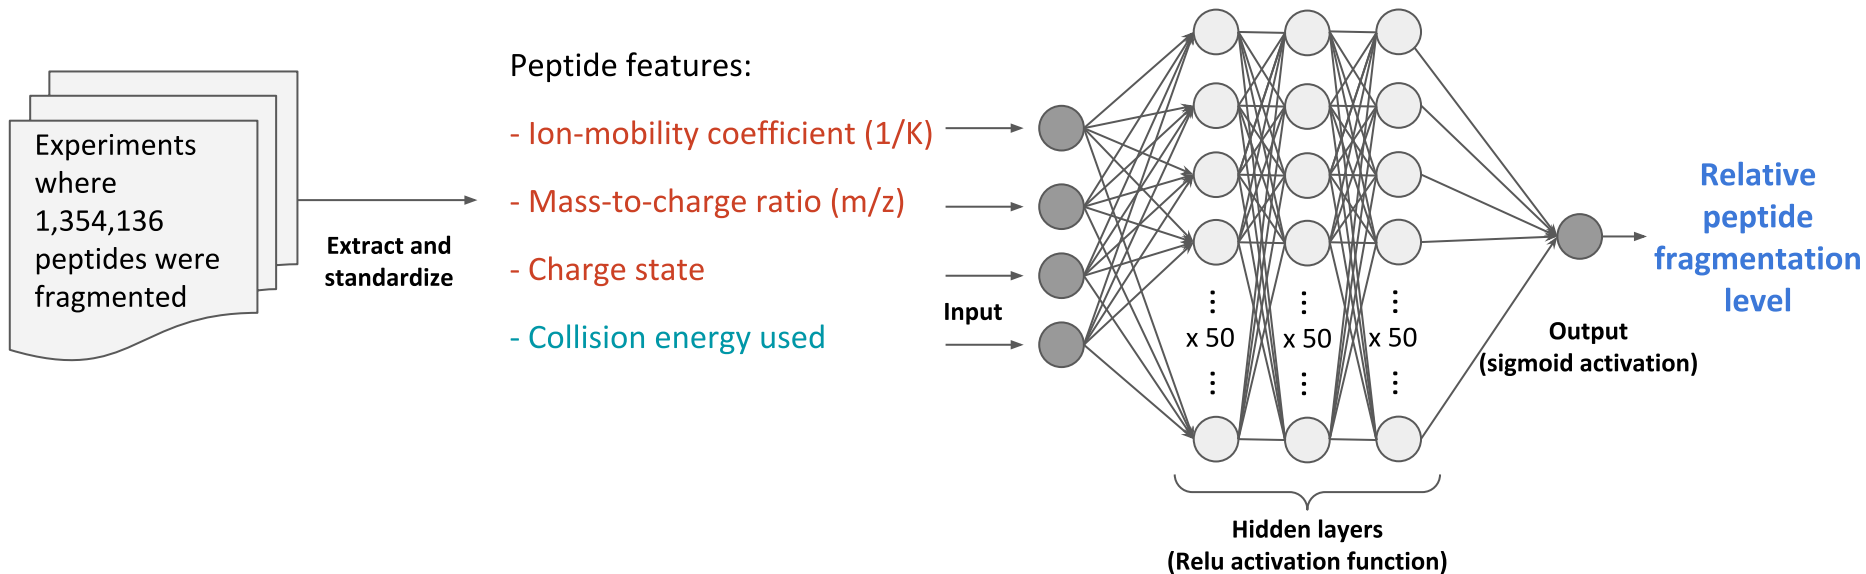 Experiments
where
1,354,136
peptides were
fragmented
Extract and
standardize
Peptide features:
- Ion-mobility coefficient (1/K)
- Mass-to-charge ratio (m/z)
- Charge state
- Collision energy used
Input
⋮ ⋮ ⋮
x 50 x 50 x 50
⋮ ⋮ ⋮
Hidden layers
(Relu activation function)
Output
(sigmoid activation)
Relative
peptide
fragmentation
level